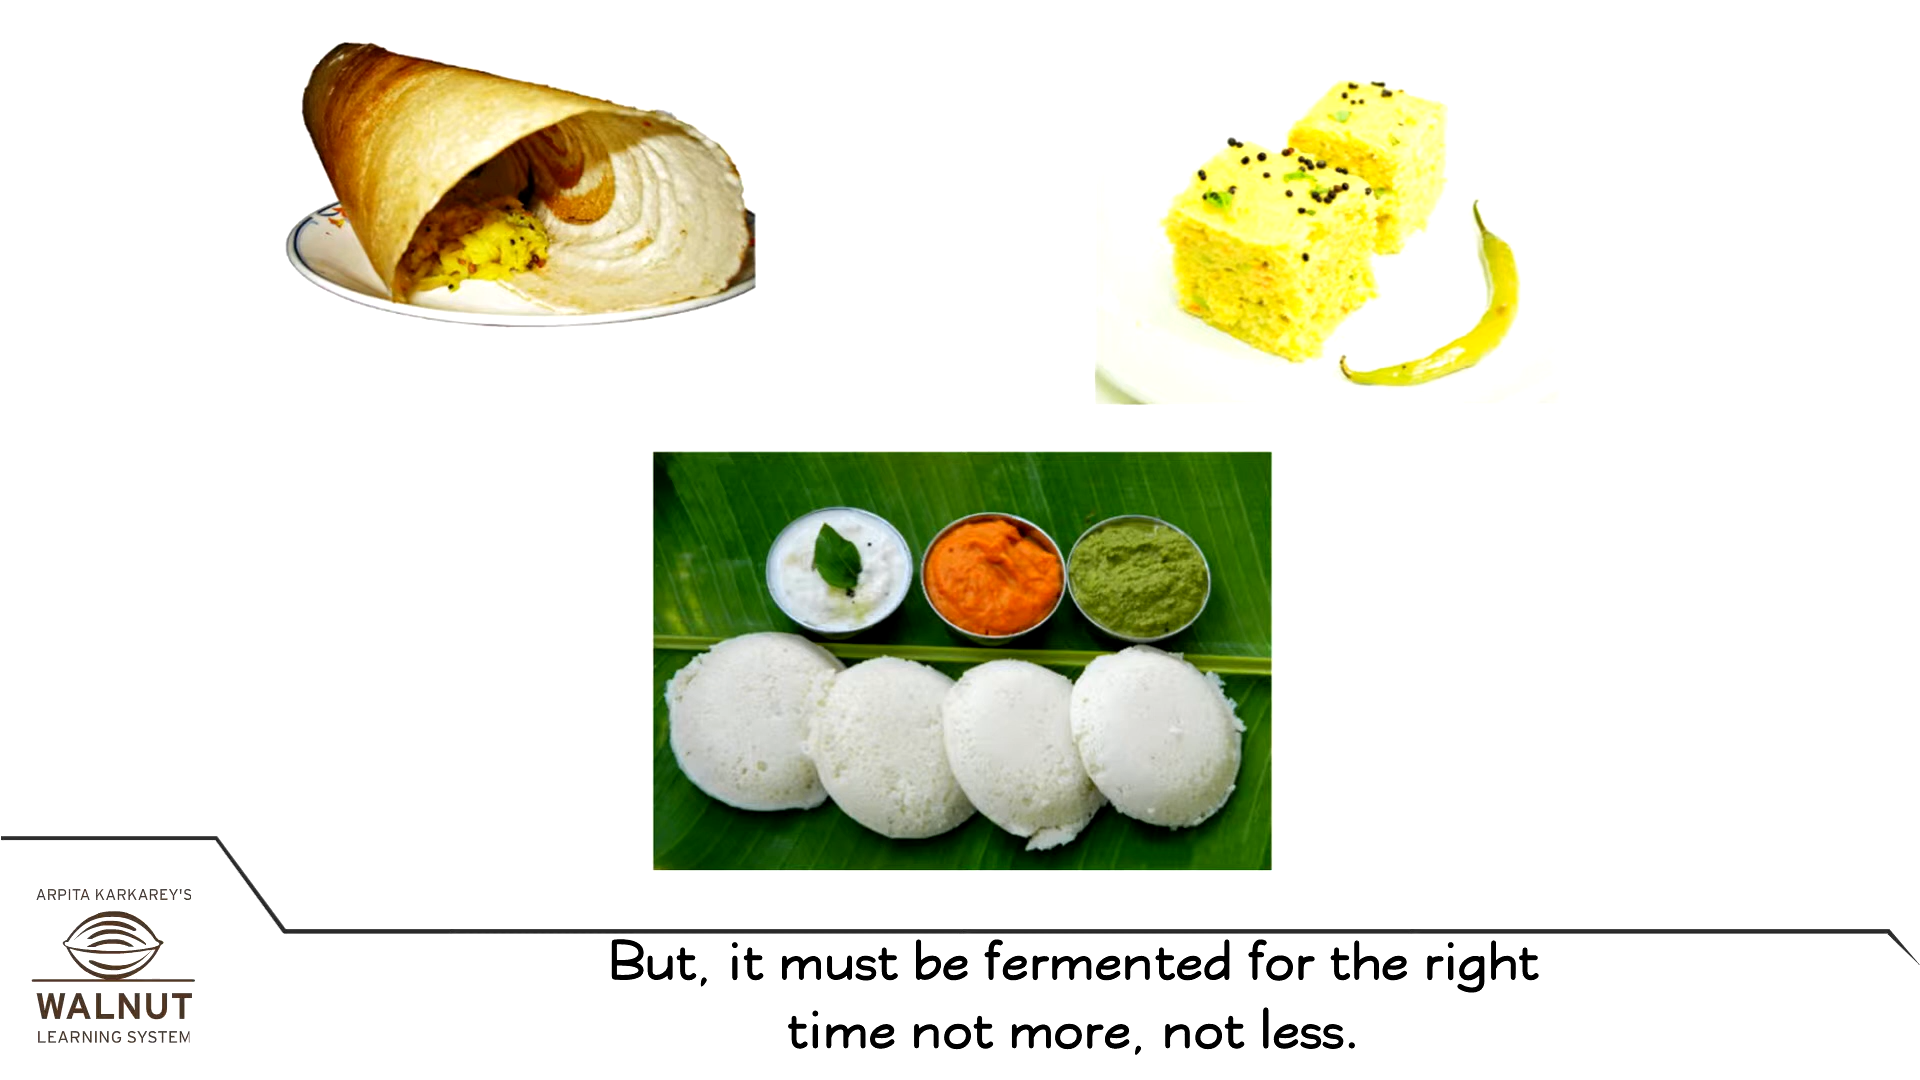 ARPITA KARKAREY'S
WALNUT
LEARNING SYSTEM
But, it must be fermented for the right
time not more, not less.